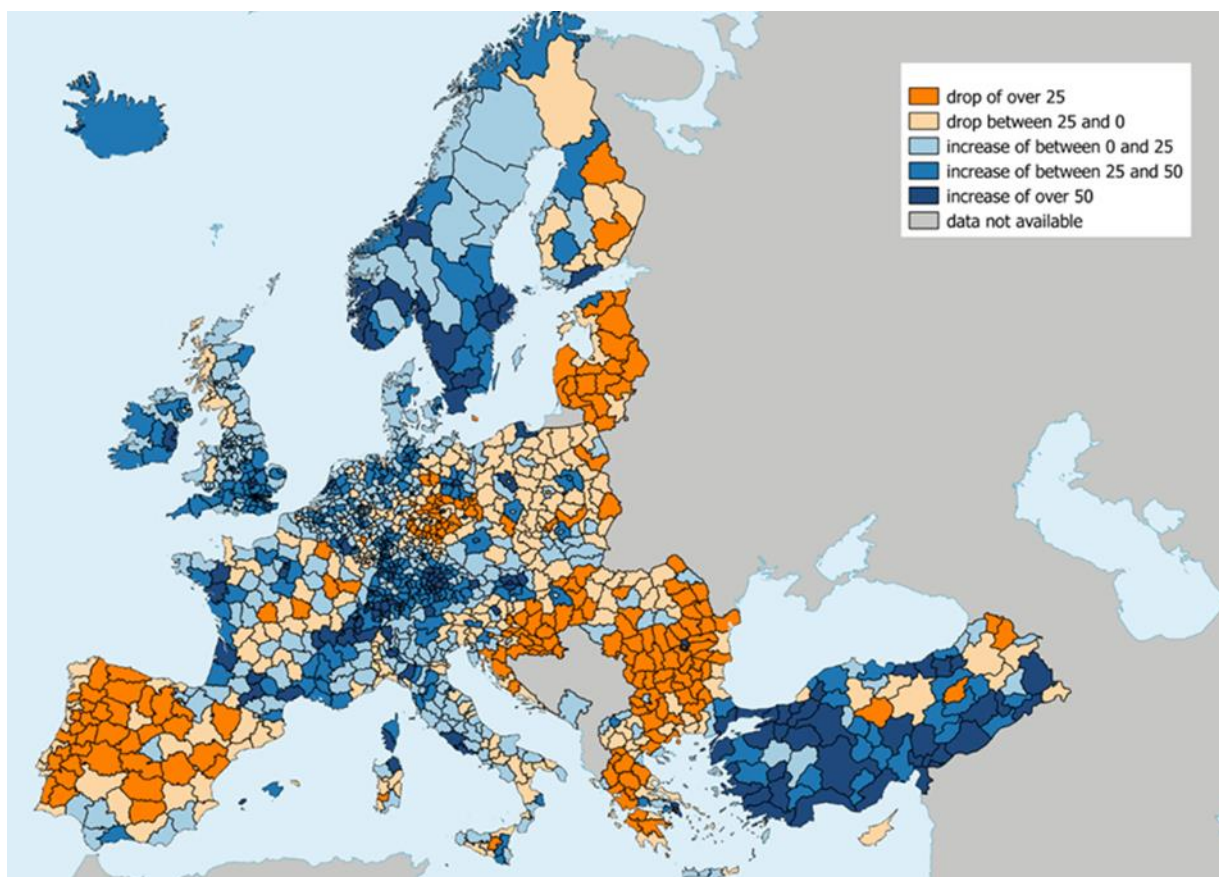 drop of over 25
drop between 25 and 0
increase of between 0 and 25
increase of between 25 and 50
increase of over 50
data not available